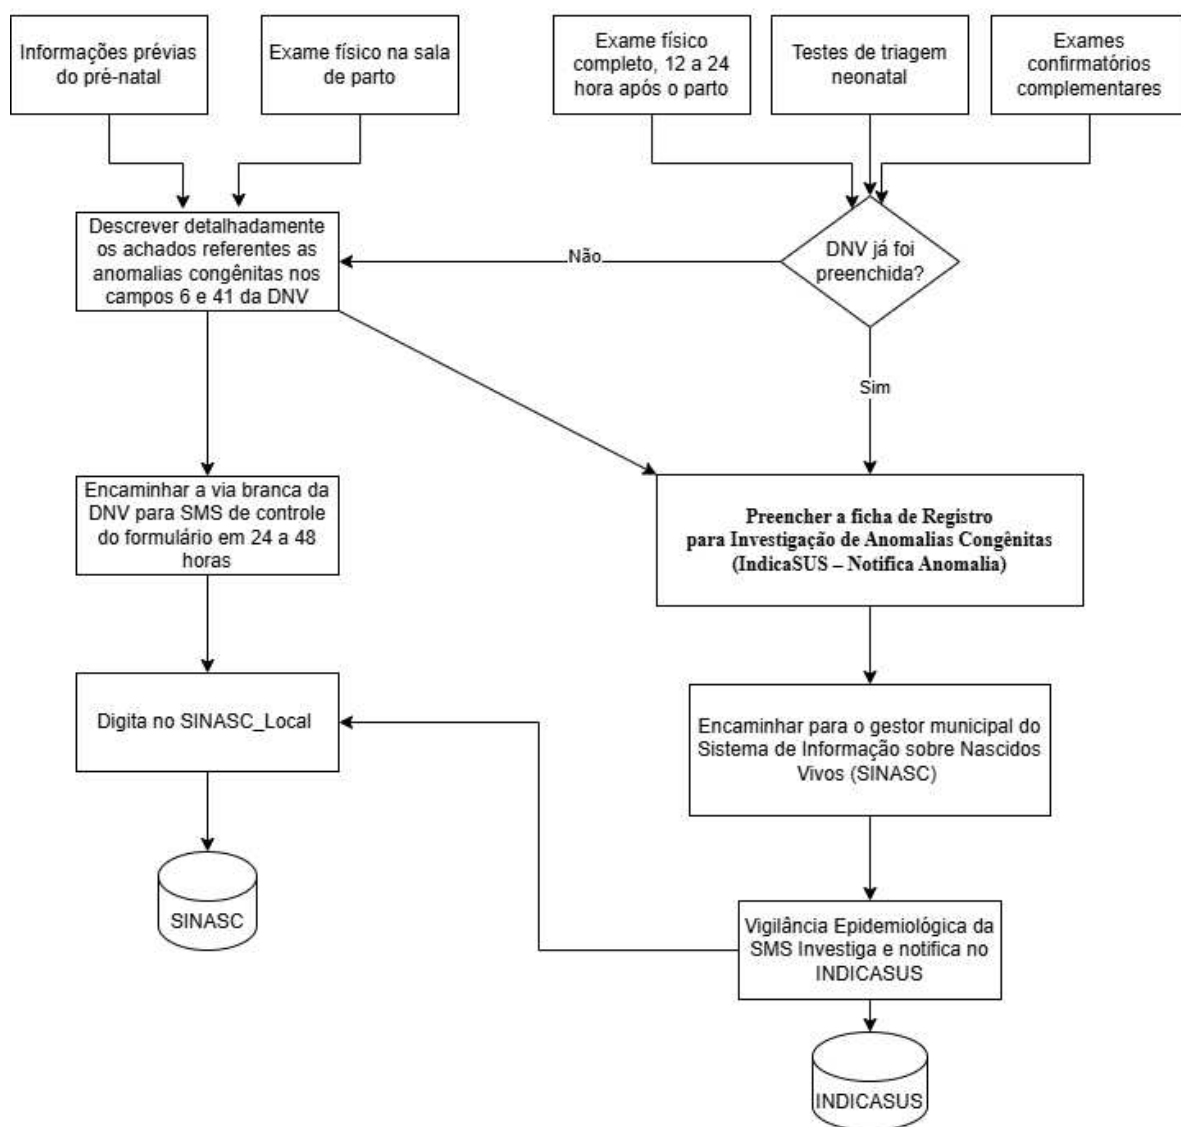 Informações prévias
do pré-natal
Exame físico na sala
de parto
Exame físico
completo, 12 a 24
hora após o parto
Testes de triagem
neonatal
Exames
confirmatórios
complementares
Descrever detalhadamente
os achados referentes as
anomalias congênitas nos
campos 6 e 41 da DNV
Não
DNV já foi
preenchida?
Sim
Encaminhar a via branca da
DNV para SMS de controle
do formulário em 24 a 48
horas
Preencher a ficha de Registro
para Investigação de Anomalias Congênitas
(IndicaSUS – Notifica Anomalia)
Digita no SINASC_Local
Encaminhar para o gestor municipal do
Sistema de Informação sobre Nascidos
Vivos (SINASC)
SINASC
Vigilância Epidemiológica da
SMS Investiga e notifica no
INDICASUS
INDICASUS